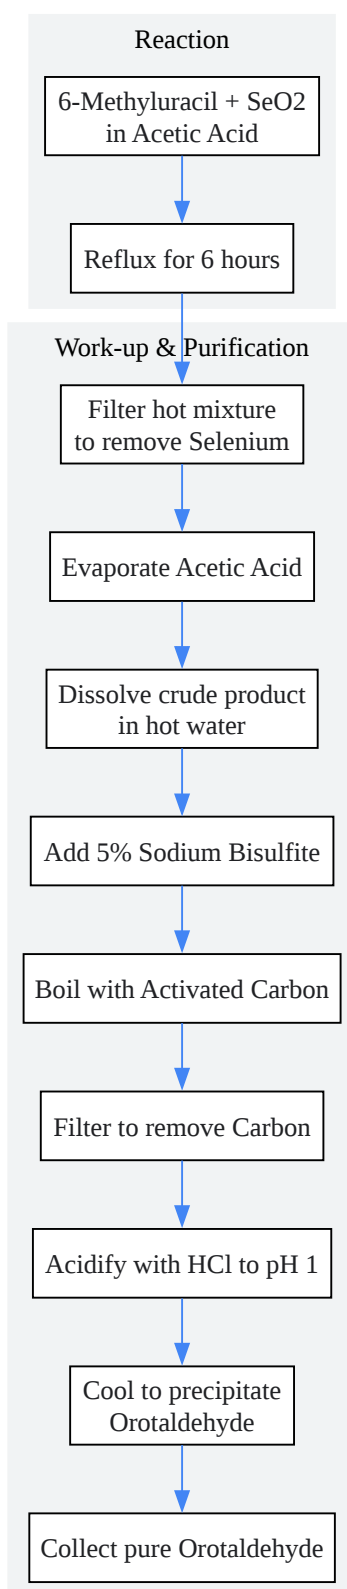 Reaction
6-Methyluracil + SeO2
in Acetic Acid
Reflux for 6 hours
Work-up & Purification
Filter hot mixture
to remove Selenium
Evaporate Acetic Acid
Dissolve crude product
in hot water
Add 5% Sodium Bisulfite
Boil with Activated Carbon
Filter to remove Carbon
Acidify with HCl to pH 1
Cool to precipitate
Orotaldehyde
Collect pure Orotaldehyde